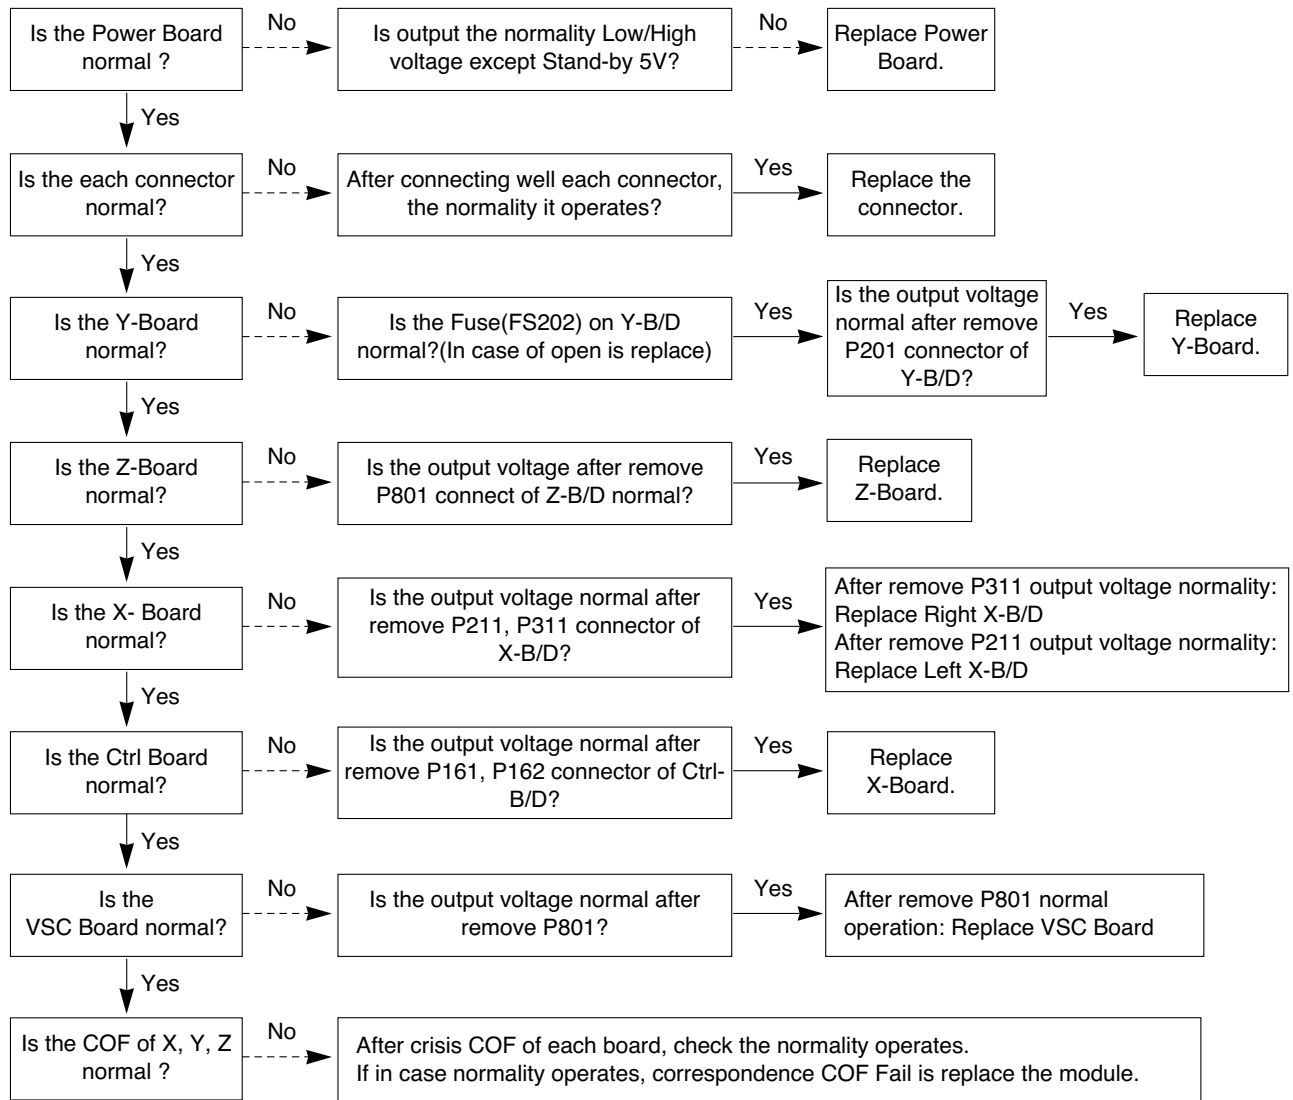 Is the Power Board
normal ?
No
Is output the normality Low/High
voltage except Stand-by 5V?
No
Replace Power
Board.
Yes
Is the each connector
normal?
No
After connecting well each connector,
the normality it operates?
Yes
Replace the
connector.
Yes
Is the Y-Board
normal?
No
Is the Fuse(FS202) on Y-B/D
normal?(In case of open is replace)
Yes
Is the output voltage
normal after remove
P201 connector of
Y-B/D?
Yes
Replace
Y-Board.
Yes
Is the Z-Board
normal?
No
Is the output voltage after remove
P801 connect of Z-B/D normal?
Yes
Replace
Z-Board.
Yes
Is the X- Board
normal?
No
Is the output voltage normal after
remove P211, P311 connector of
X-B/D?
Yes
After remove P311 output voltage normality:
Replace Right X-B/D
After remove P211 output voltage normality:
Replace Left X-B/D
Yes
Is the Ctrl Board
normal?
No
Is the output voltage normal after
remove P161, P162 connector of Ctrl-
B/D?
Yes
Replace
X-Board.
Yes
Is the
VSC Board normal?
No
Is the output voltage normal after
remove P801?
Yes
After remove P801 normal
operation: Replace VSC Board
Yes
Is the COF of X, Y, Z
normal ?
No
After crisis COF of each board, check the normality operates.
If in case normality operates, correspondence COF Fail is replace the module.